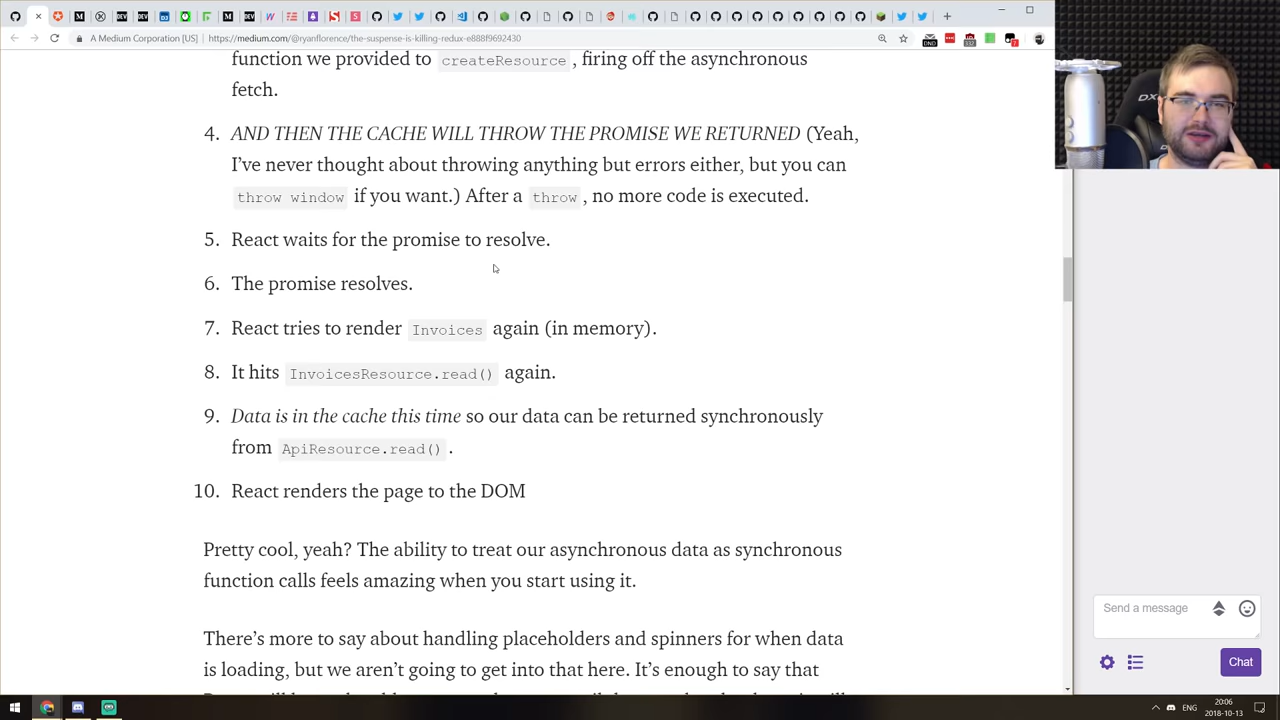 A Medium Corporation [US]
https://medium.com/@ryanflorence/the-suspense-is-killing-redux-e888f9692430
function we provided to createResource , firing off the asynchronous
fetch.
4. AND THEN THE CACHE WILL THROW THE PROMISE WE RETURNED (Yeah,
I’ve never thought about throwing anything but errors either, but you can
throw window if you want.) After a throw , no more code is executed.
5. React waits for the promise to resolve.
6. The promise resolves.
7. React tries to render Invoices again (in memory).
8. It hits InvoicesResource.read() again.
9. Data is in the cache this time so our data can be returned synchronously
from ApiResource.read() .
10. React renders the page to the DOM
Pretty cool, yeah? The ability to treat our asynchronous data as synchronous
function calls feels amazing when you start using it.
There’s more to say about handling placeholders and spinners for when data
is loading, but we aren’t going to get into that here. It’s enough to say that
Send a message
Chat
ENG
20:06
2018-10-13